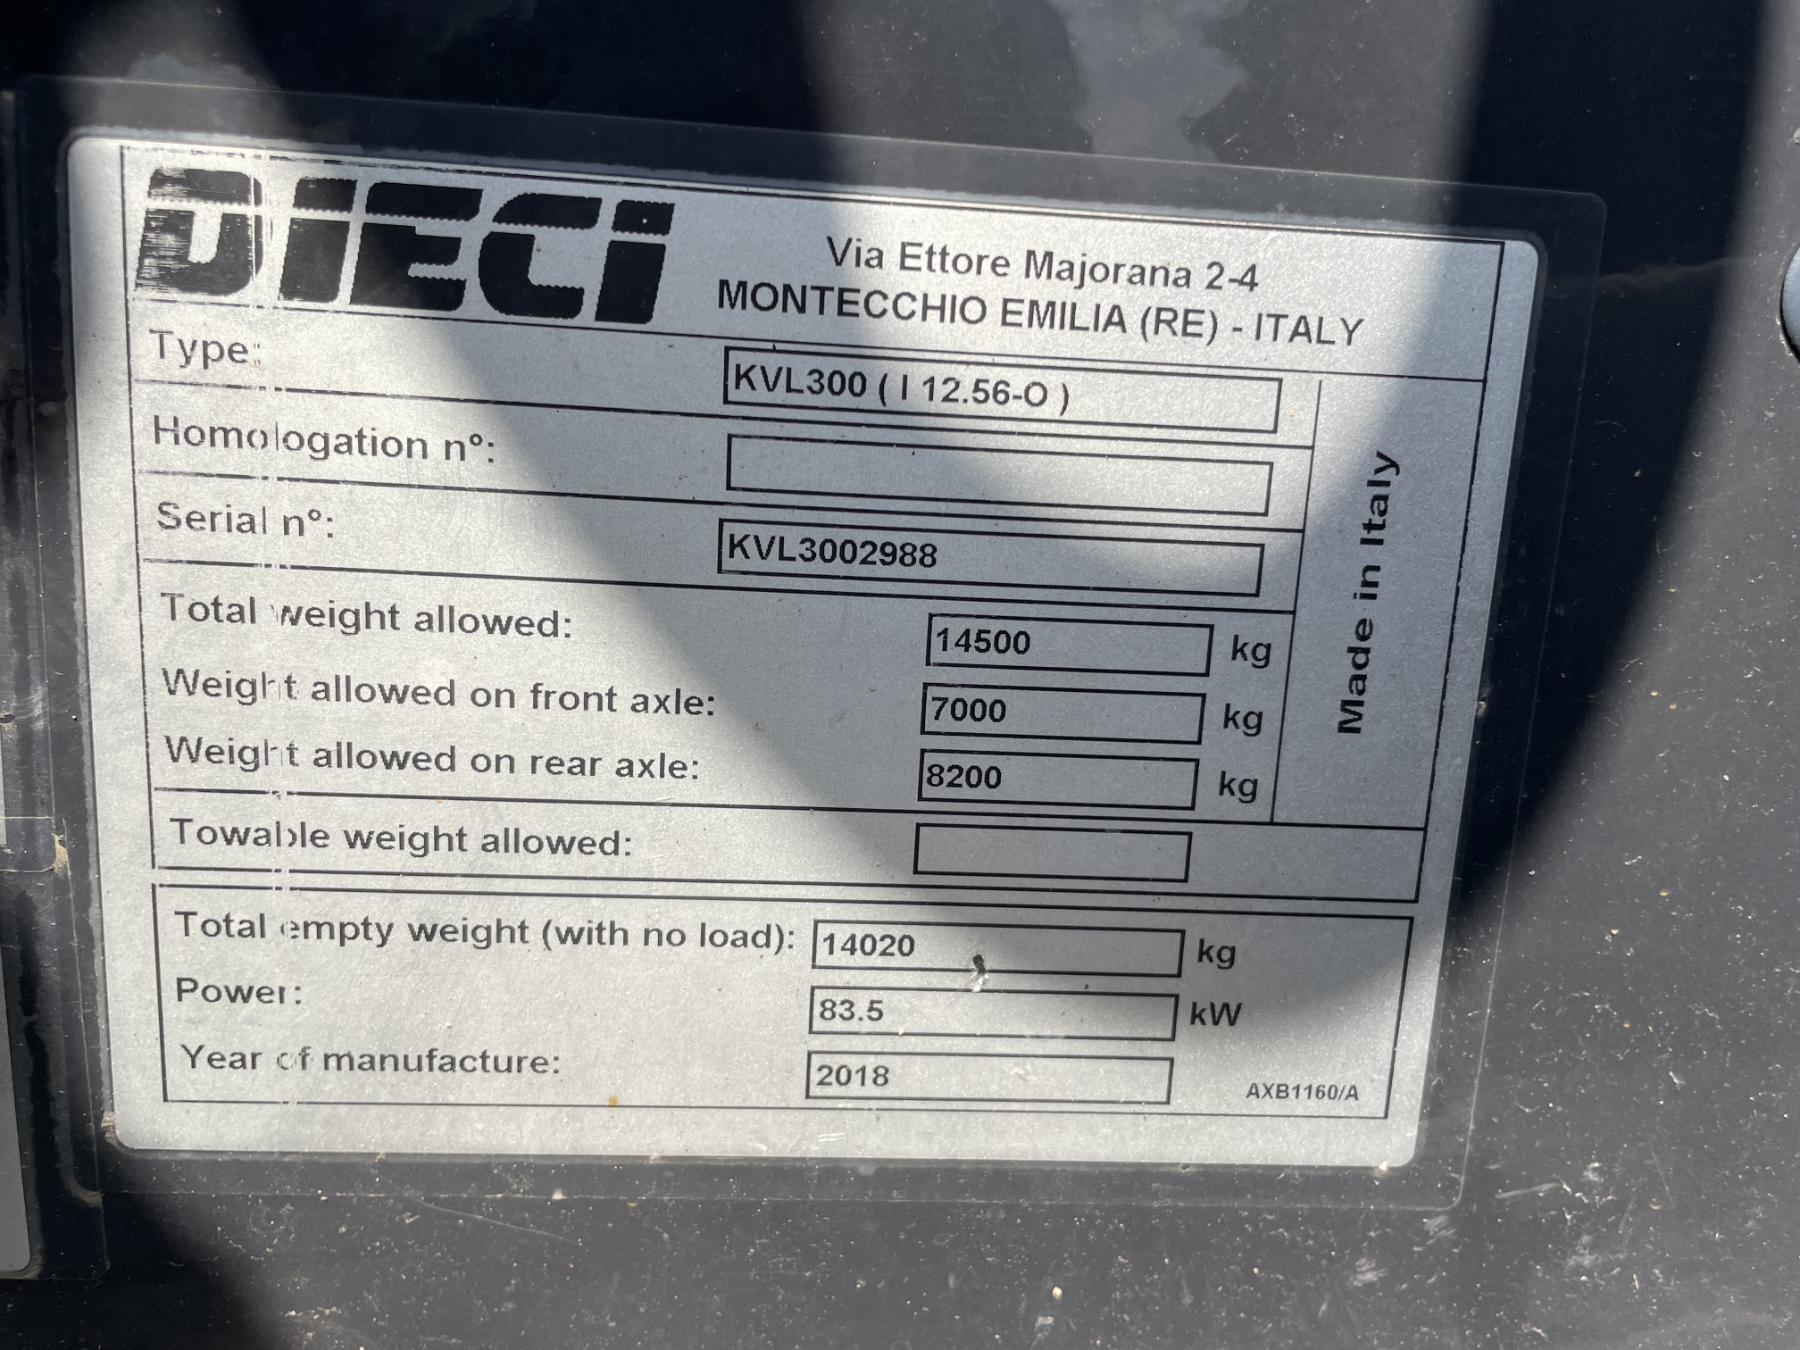 DIECI
Via Ettore Majorana 2-4
MONTECCHIO EMILIA (RE) - ITALY
Type: KVL300 ( I 12.56-O )
Homologation n°:
Serial n°: KVL3002988
Total weight allowed: 14500 kg
Weight allowed on front axle: 7000 kg
Weight allowed on rear axle: 8200 kg
Made in Italy
Towable weight allowed:
Total empty weight (with no load): 14020 kg
Power: 83.5 kW
Year of manufacture: 2018
AXB1160/A